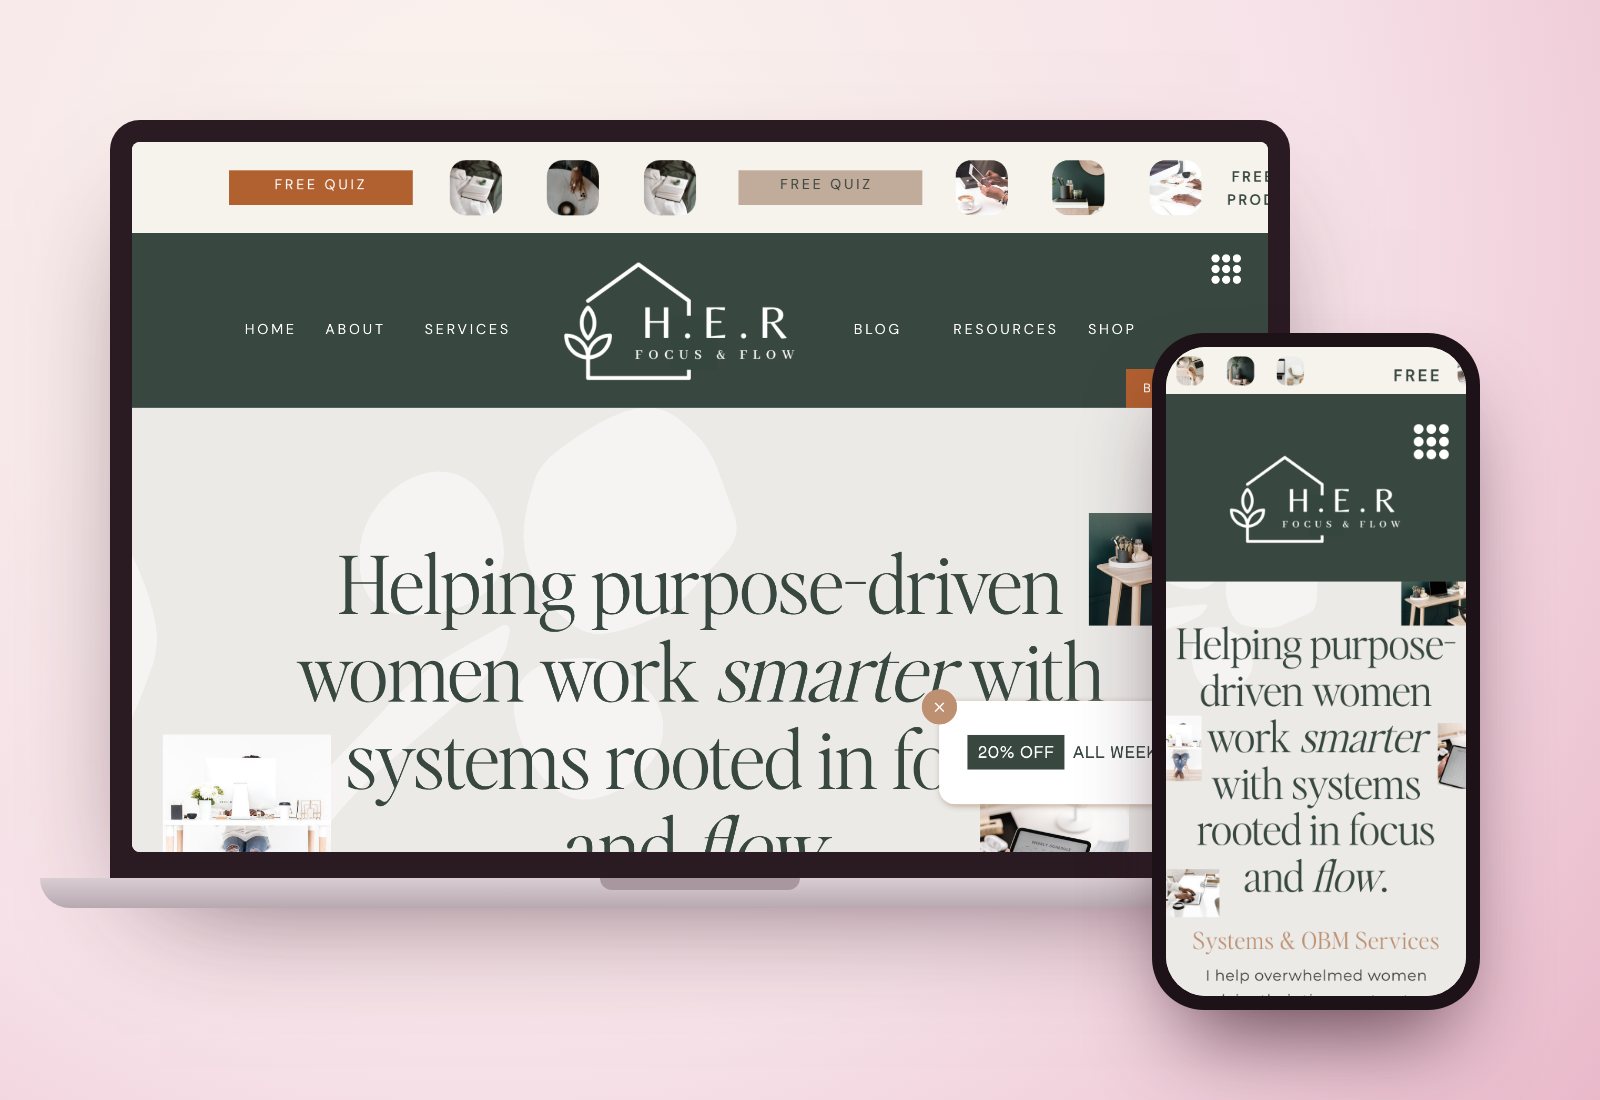 FREE QUIZ
FREE QUIZ
FREE
HOME
ABOUT
SERVICES
H.E.R
FOCUS & FLOW
BLOG
RESOURCES
SHOP
Helping purpose-driven
women work smarter with
systems rooted in
and flow
20% OFF ALL WEEK
FREE
H.E.R
FOCUS & FLOW
Helping purpose-
driven women
work smarter
with systems
rooted in focus
and flow.
Systems & OBM Services
I help overwhelmed women